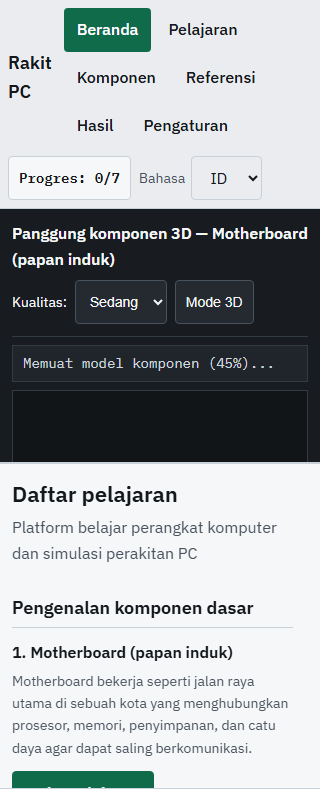 Rakit
PC
Beranda
Pelajaran
Komponen
Referensi
Hasil
Pengaturan
Progres: 0/7
Bahasa
ID
Panggung komponen 3D — Motherboard
(papan induk)
Kualitas:
Sedang
Mode 3D
Memuat model komponen (45%)...
Daftar pelajaran
Platform belajar perangkat komputer
dan simulasi perakitan PC
Pengenalan komponen dasar
1. Motherboard (papan induk)
Motherboard bekerja seperti jalan raya
utama di sebuah kota yang menghubungkan
prosesor, memori, penyimpanan, dan catu
daya agar dapat saling berkomunikasi.